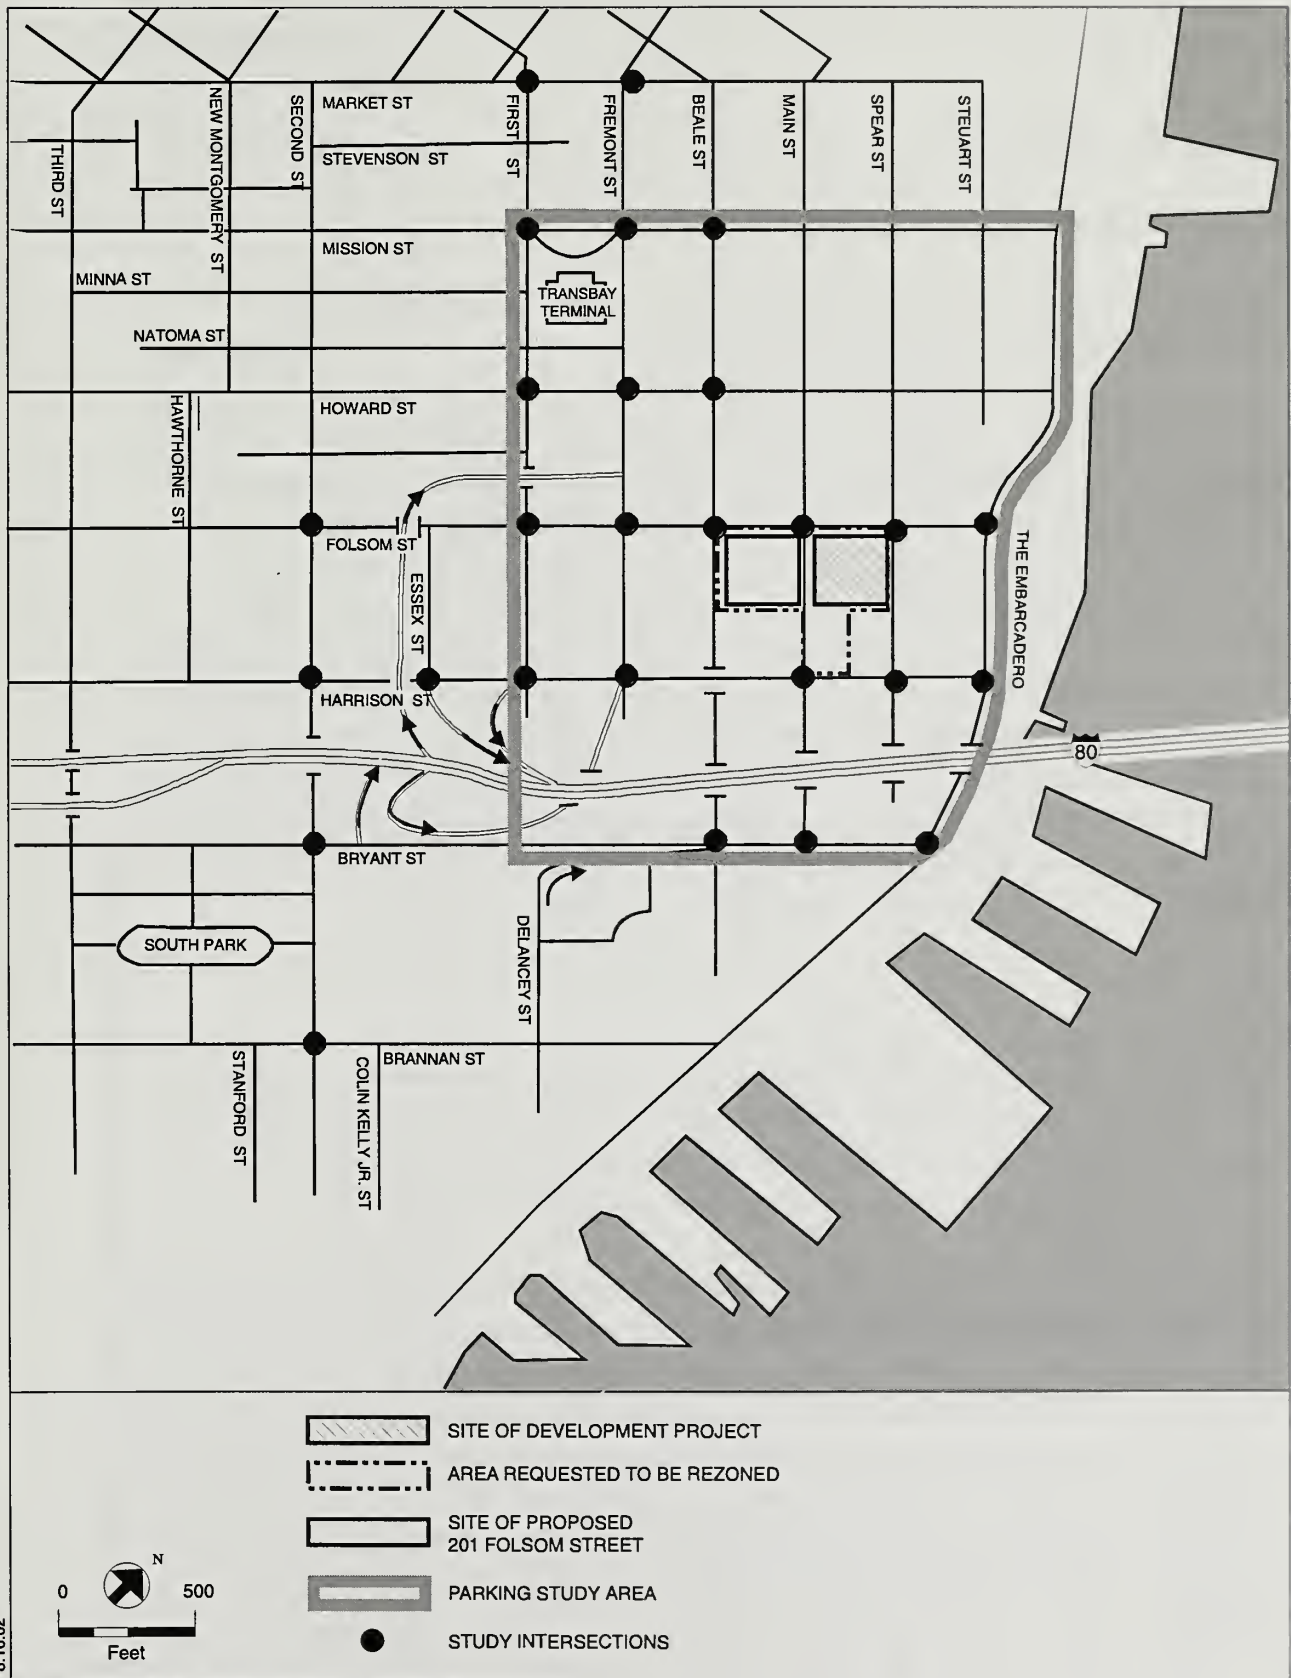 MARKET ST
STEVENSON ST
THIRD ST
NEW MONTGOMERY ST
SECOND ST
FIRST ST
FREMONT ST
BEALE ST
MAIN ST
SPEAR ST
STEUART ST
MISSION ST
MINNA ST
TRANSBAY
TERMINAL
NATOMA ST
HAWTHORNE ST
HOWARD ST
FOLSOM ST
ESSEX ST
THE EMBARCADERO
HARRISON ST
80
BRYANT ST
SOUTH PARK
DELANCEY ST
STANFORD ST
COLIN KELLY JR. ST
BRANNAN ST
SITE OF DEVELOPMENT PROJECT
AREA REQUESTED TO BE REZONED
SITE OF PROPOSED
201 FOLSOM STREET
PARKING STUDY AREA
STUDY INTERSECTIONS
N
0 500
Feet